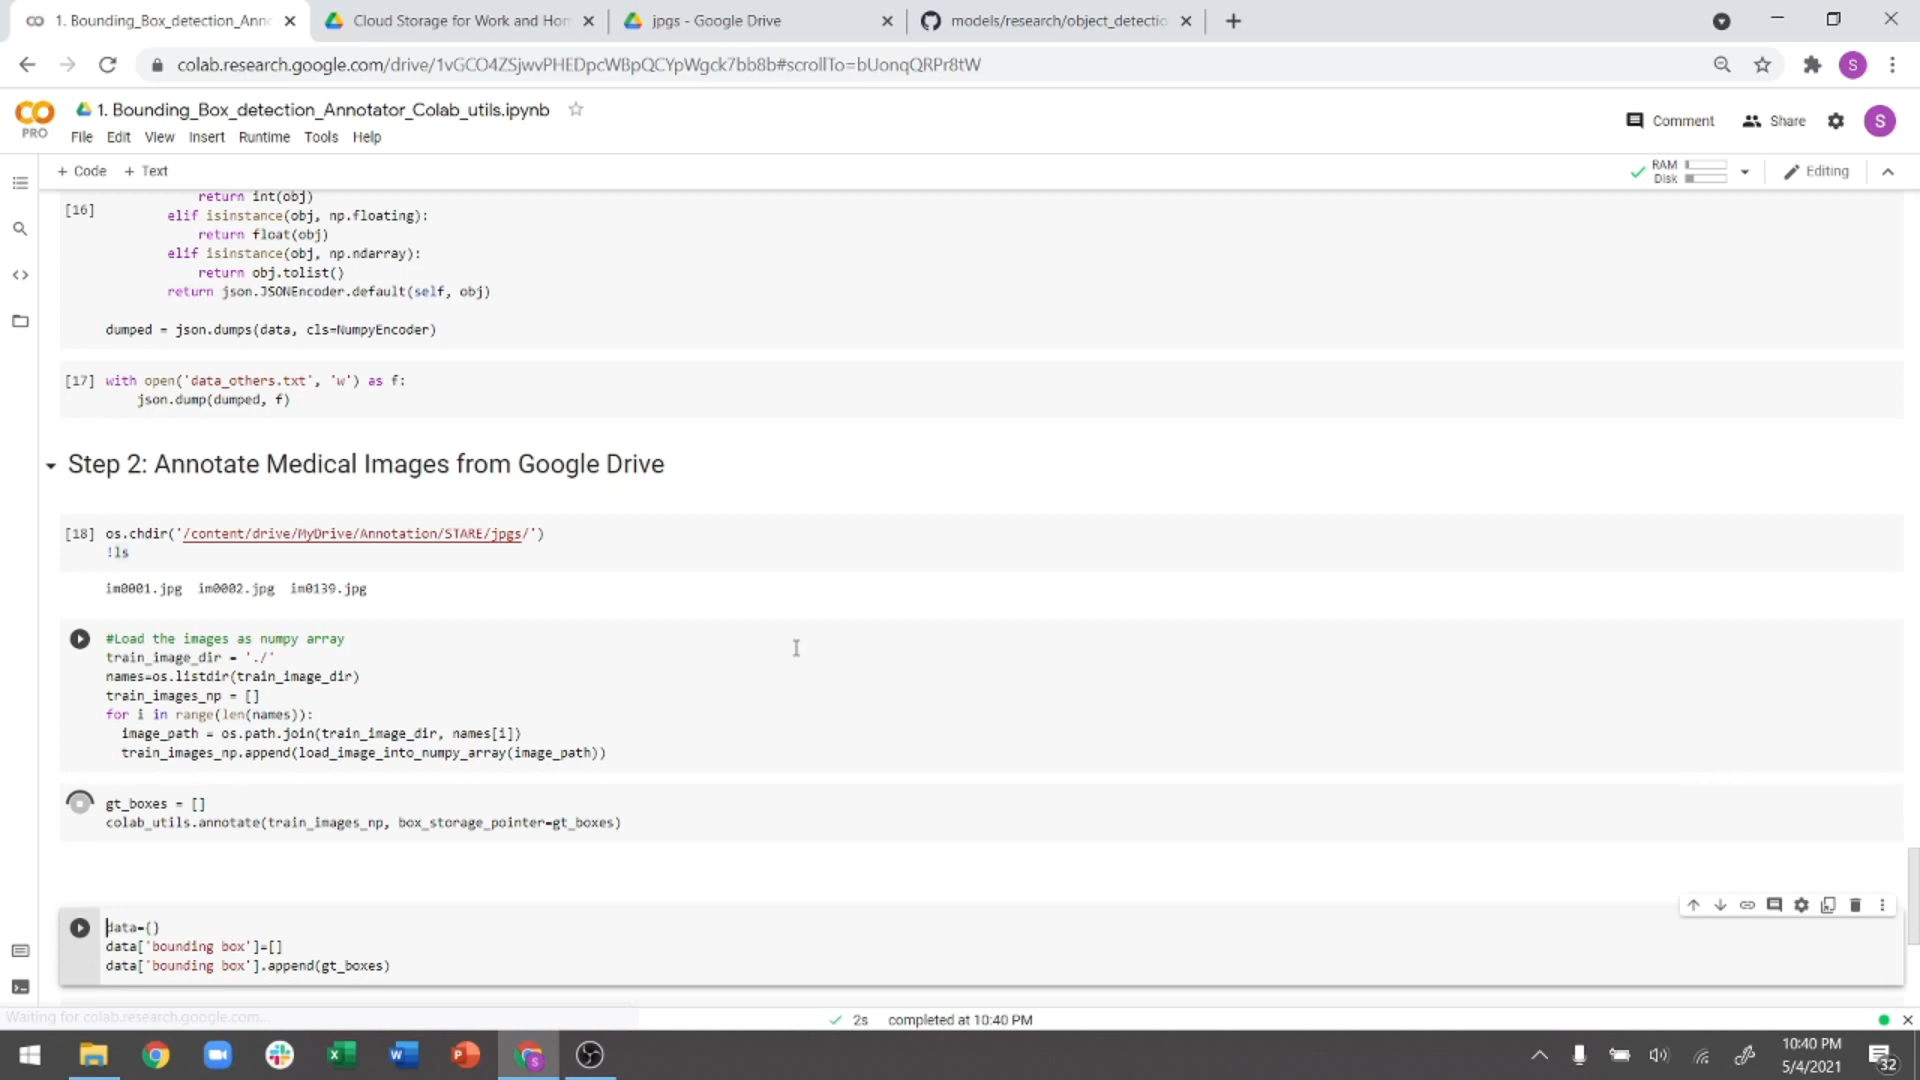 1. Bounding_Box_detection_Anno
Cloud Storage for Work and Hon
jpgs - Google Drive
models/research/object_detectio
colab.research.google.com/drive/1vGCO4ZSjwvPHEDpcWBpQCYpWgck7bb8b#scrollTo=bUonqQRPr8tW
S
PRO
1. Bounding_Box_detection_Annotator_Colab_utils.ipynb
File Edit View Insert Runtime Tools Help
Comment
Share
S
+ Code + Text
RAM
Disk
Editing
[16]
return int(obj)
elif isinstance(obj, np.floating):
return float(obj)
elif isinstance(obj, np.ndarray):
return obj.tolist()
return json.JSONEncoder.default(self, obj)
dumped = json.dumps(data, cls=NumpyEncoder)
[17] with open('data_others.txt', 'w') as f:
json.dump(dumped, f)
Step 2: Annotate Medical Images from Google Drive
[18] os.chdir('/content/drive/MyDrive/Annotation/STARE/jpgs/')
!ls
im0001.jpg im0002.jpg im0139.jpg
#Load the images as numpy array
train_image_dir = './'
names=os.listdir(train_image_dir)
train_images_np = []
for i in range(len(names)):
image_path = os.path.join(train_image_dir, names[i])
train_images_np.append(load_image_into_numpy_array(image_path))
gt_boxes = []
colab_utils.annotate(train_images_np, box_storage_pointer=gt_boxes)
data={}
data['bounding box']=[]
data['bounding box'].append(gt_boxes)
Waiting for colab.research.google.com...
2s completed at 10:40 PM
10:40 PM
5/4/2021
32